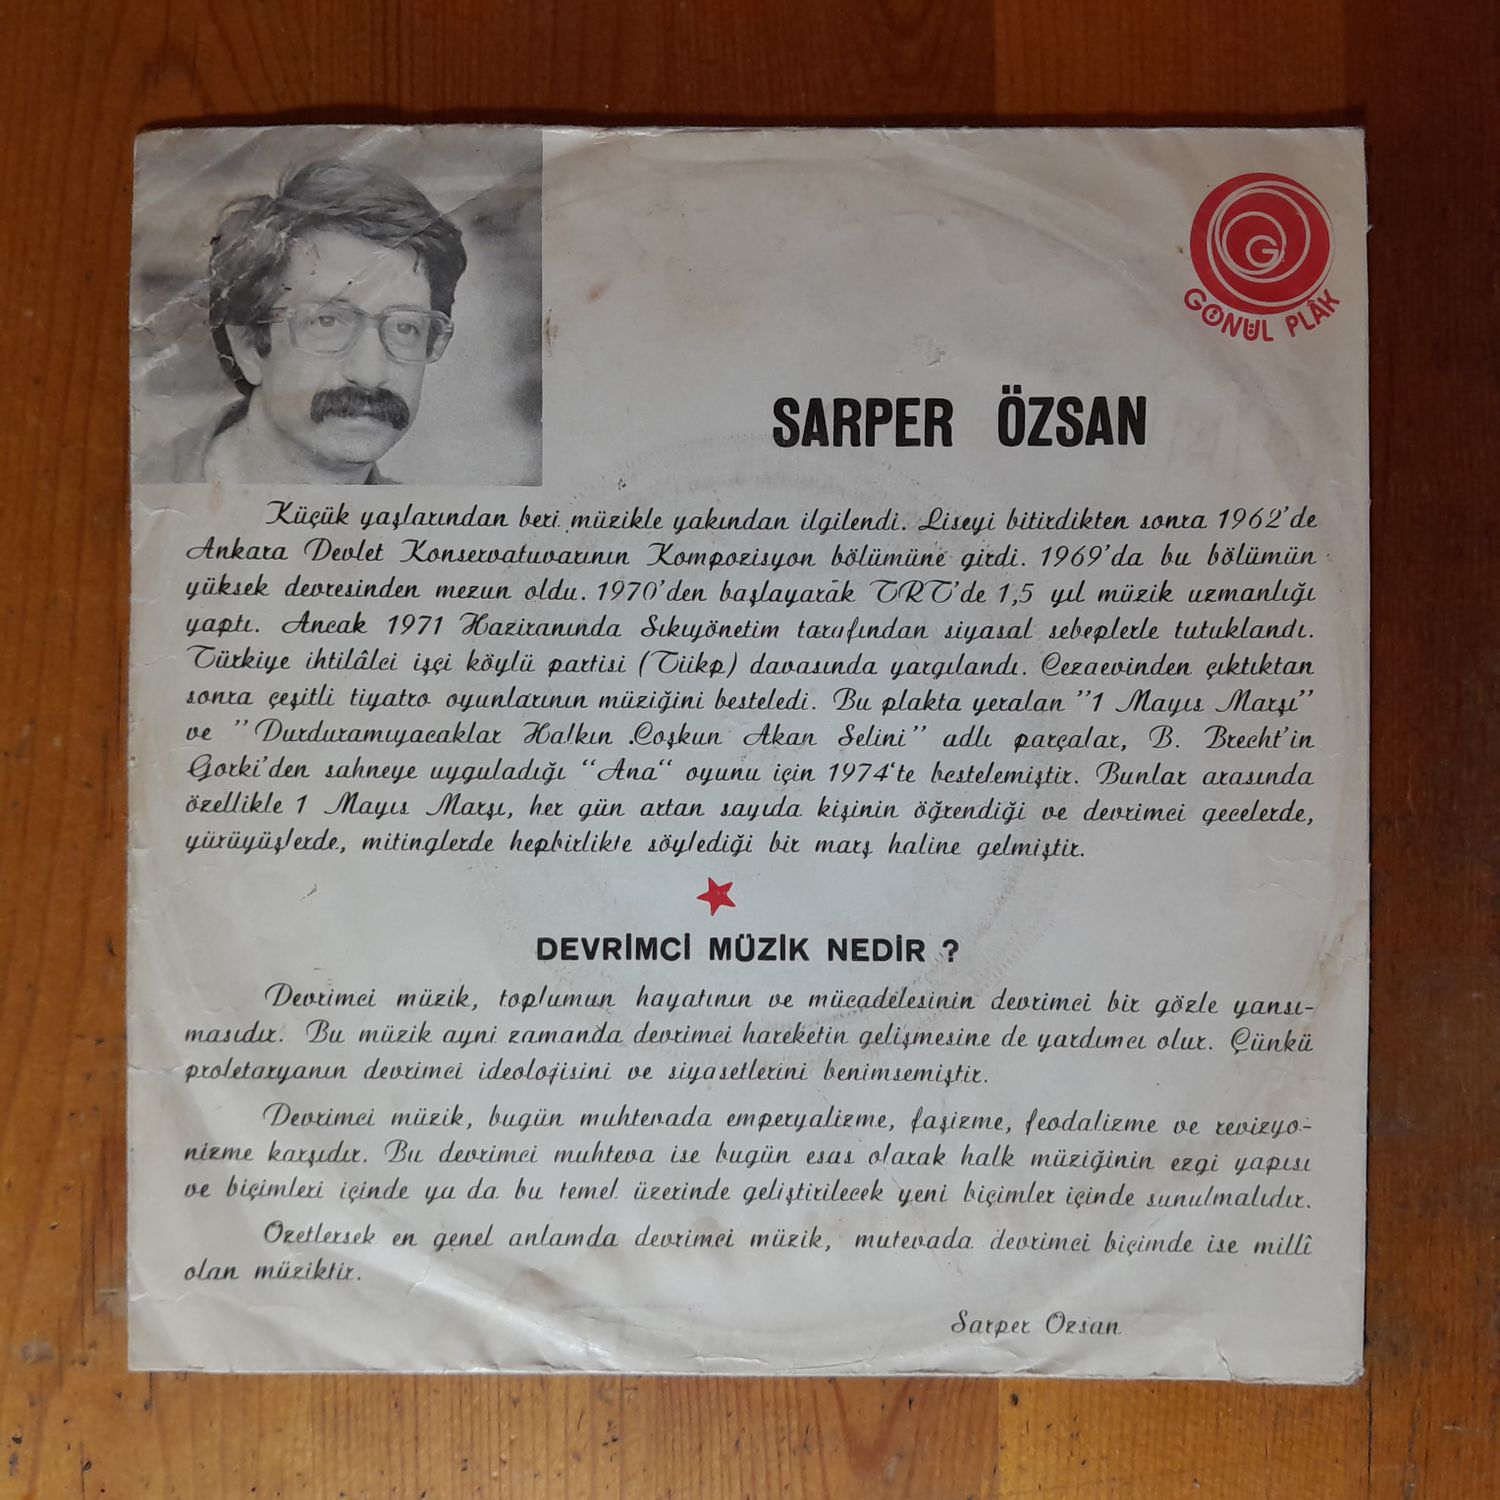 G
GÖNÜL PLÂK
SARPER ÖZSAN
Küçük yaşlarından beri müzikle yakından ilgilendi. Liseyi bitirdikten sonra 1962'de
Ankara Devlet Konservatuvarının Kompozisyon bölümüne girdi. 1969'da bu bölümün
yüksek devresinden mezun oldu. 1970'den başlayarak TRT'de 1,5 yıl müzik uzmanlığı
yaptı. Ancak 1971 Haziranında Sıkıyönetim tarafından siyasal sebeplerle tutuklandı.
Türkiye ihtilâlci işçi köylü partisi (Tiikp) davasında yargılandı. Cezaevinden çıktıktan
sonra çeşitli tiyatro oyunlarının müziğini besteledi. Bu plakta yeralan "1 Mayıs Marşı"
ve "Durduramıyacaklar Halkın Coşkun Akan Selini" adlı parçalar, B. Brecht'in
Gorki'den sahneye uyguladığı "Ana" oyunu için 1974'te bestelemiştir. Bunlar arasında
özellikle 1 Mayıs Marşı, her gün artan sayıda kişinin öğrendiği ve devrimci gecelerde,
yürüyüşlerde, mitinglerde hepbirlikte söylediği bir marş haline gelmiştir.
DEVRİMCİ MÜZİK NEDİR ?
Devrimci müzik, toplumun hayatının ve mücadelesinin devrimci bir gözle yansı-
masıdır. Bu müzik ayni zamanda devrimci hareketin gelişmesine de yardımcı olur. Çünkü
proletaryanın devrimci ideolojisini ve siyasetlerini benimsemiştir.
Devrimci müzik, bugün muhtevada emperyalizme, faşizme, feodalizme ve revizyo-
nizme karşıdır. Bu devrimci muhteva ise bugün esas olarak halk müziğinin ezgi yapısı
ve biçimleri içinde ya da bu temel üzerinde geliştirilecek yeni biçimler içinde sunulmalıdır.
Ozetlersek en genel anlamda devrimci müzik, mutevada devrimci biçimde ise millî
olan müziktir.
Sarper Ozsan